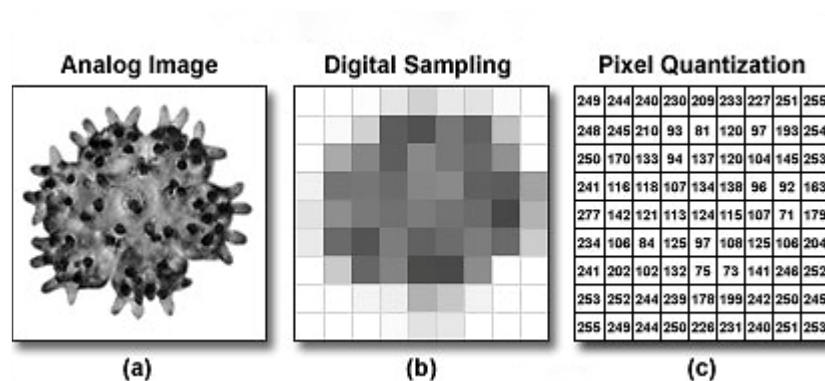 Analog Image Digital Sampling Pixel Quantization
249 244 240 230 209 233 227 251 255
248 245 210 93 81 120 97 193 254
250 170 133 94 137 120 104 145 253
241 116 118 107 134 138 96 92 163
277 142 121 113 124 115 107 71 179
234 106 84 125 97 108 125 106 204
241 202 102 132 75 73 141 246 252
253 252 244 239 178 199 242 250 245
255 249 244 250 226 231 240 251 253
(a) (b) (c)